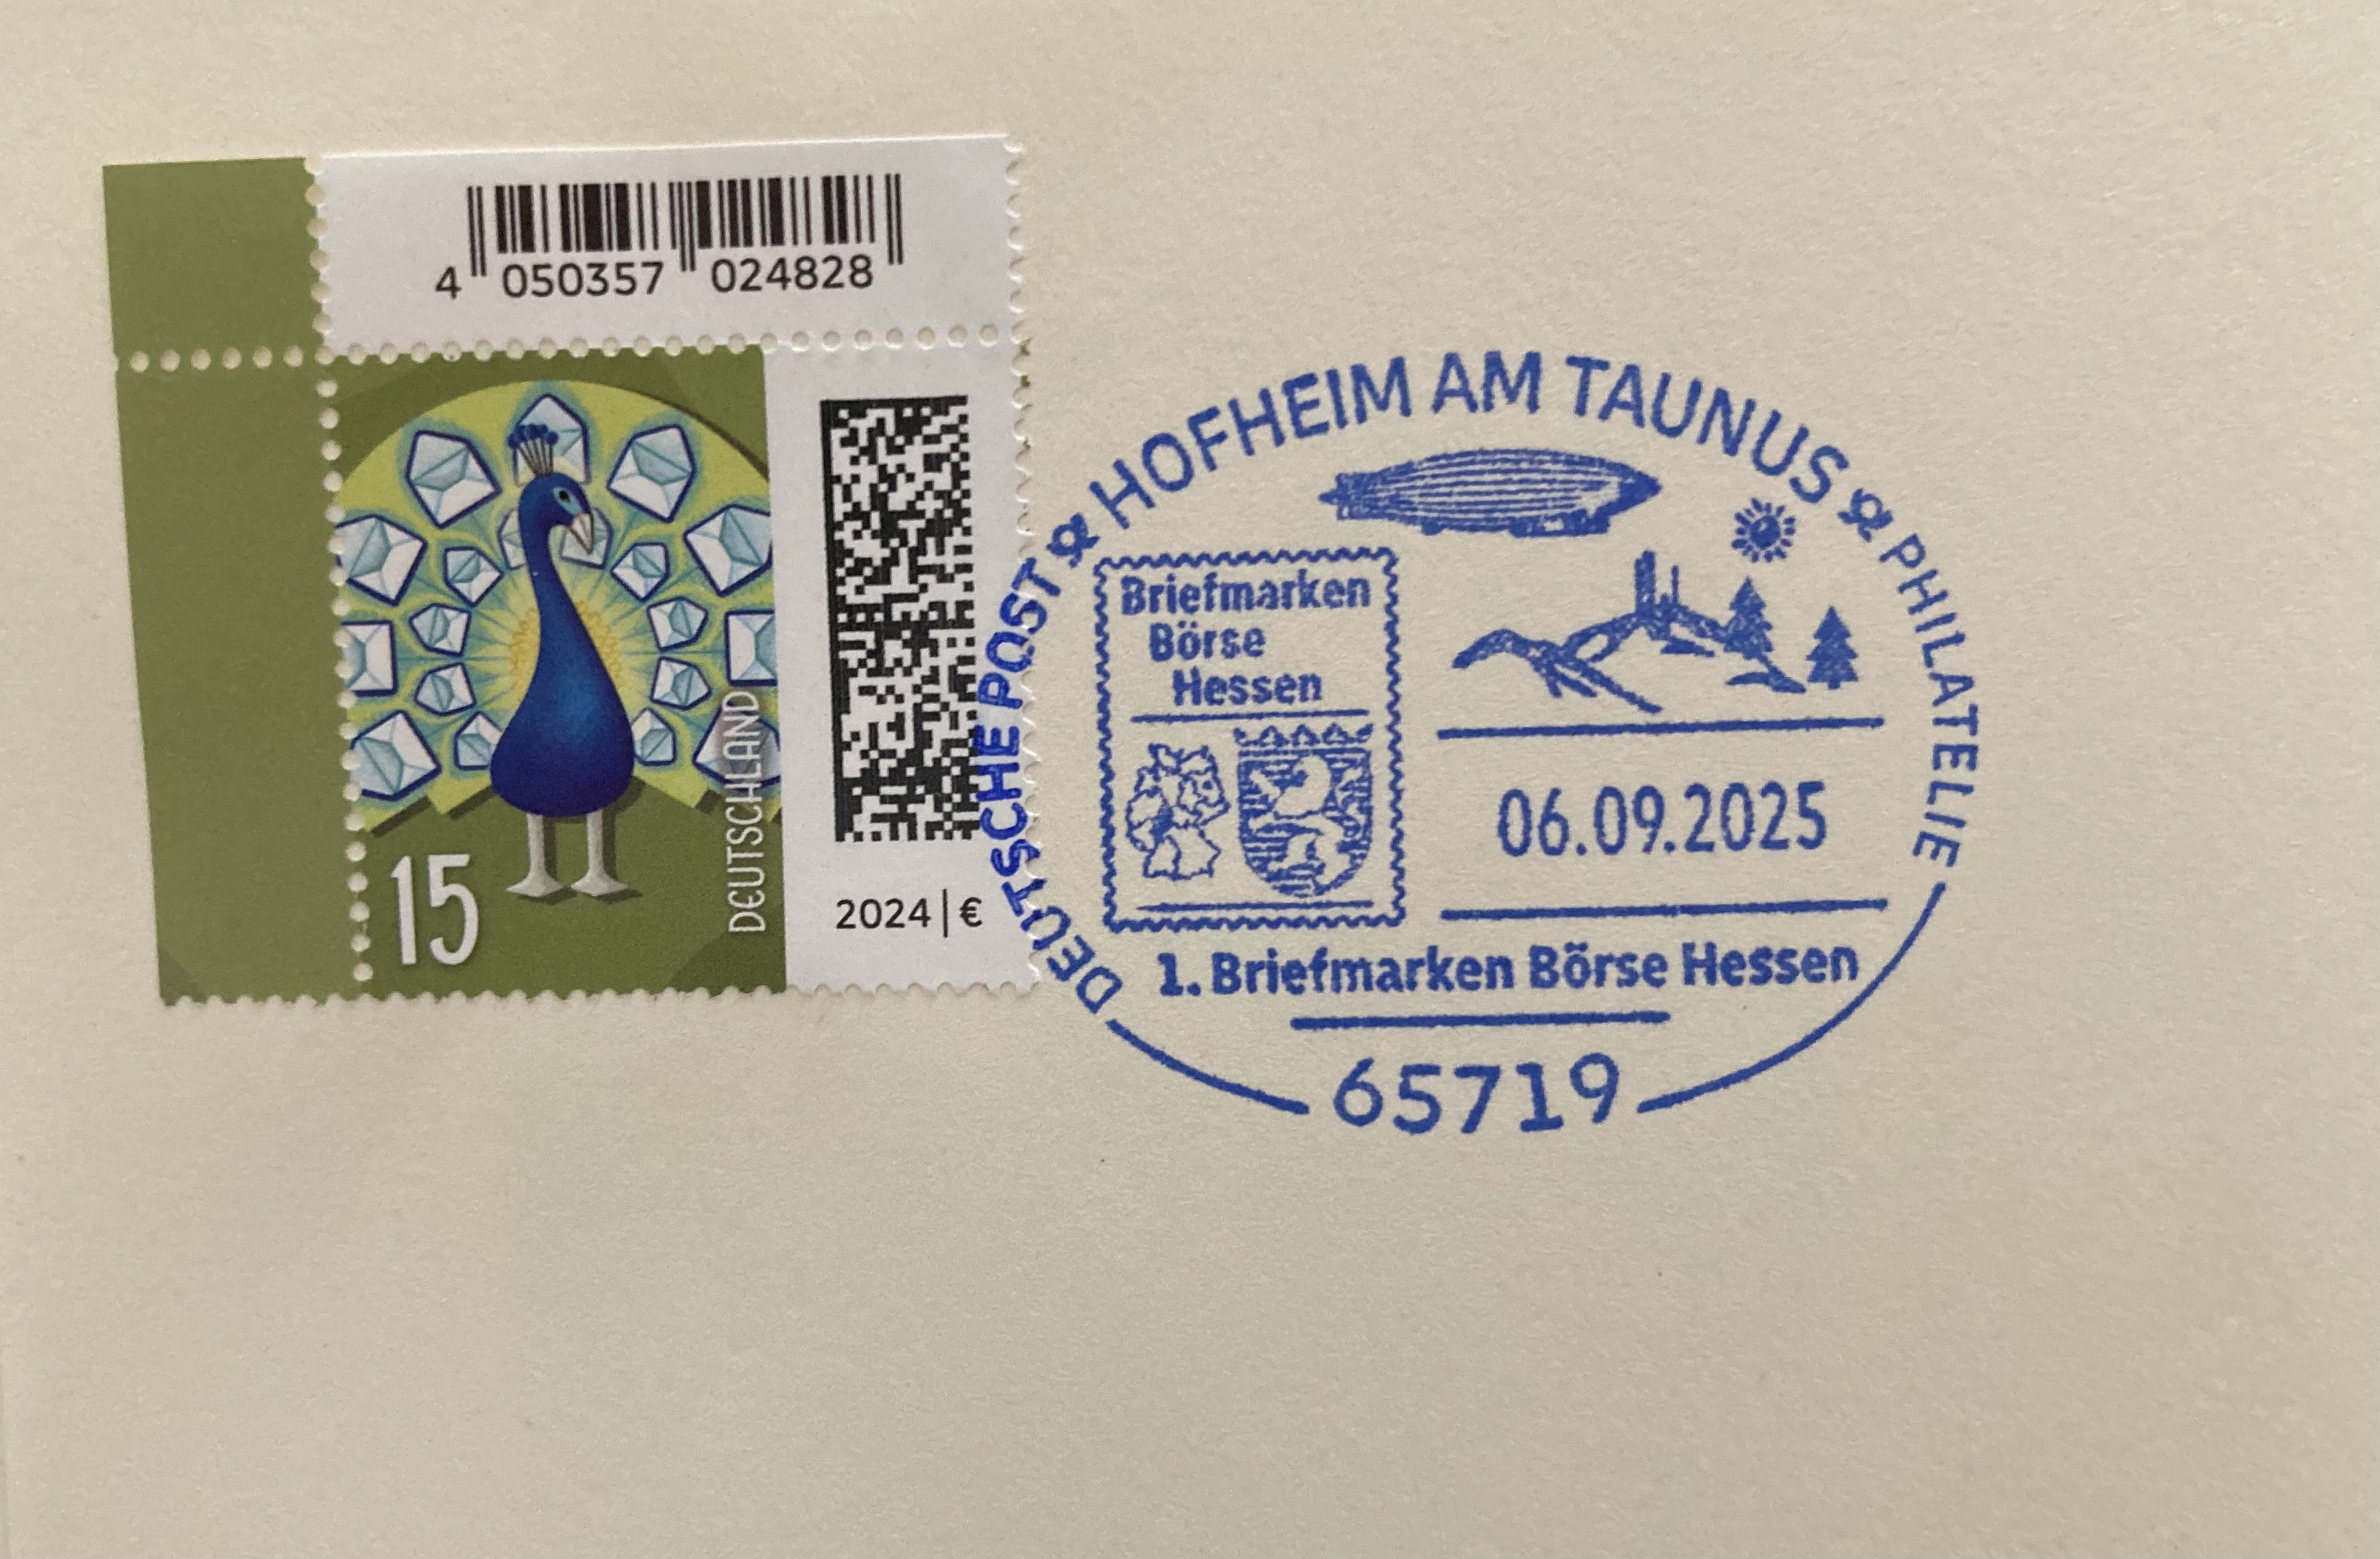 4 050357 024828
15
DEUTSCHLAND
2024|€
DEUTSCHE POST HOFHEIM AM TAUNUS PHILATELIE
Briefmarken
Börse
Hessen
06.09.2025
1. Briefmarken Börse Hessen
65719